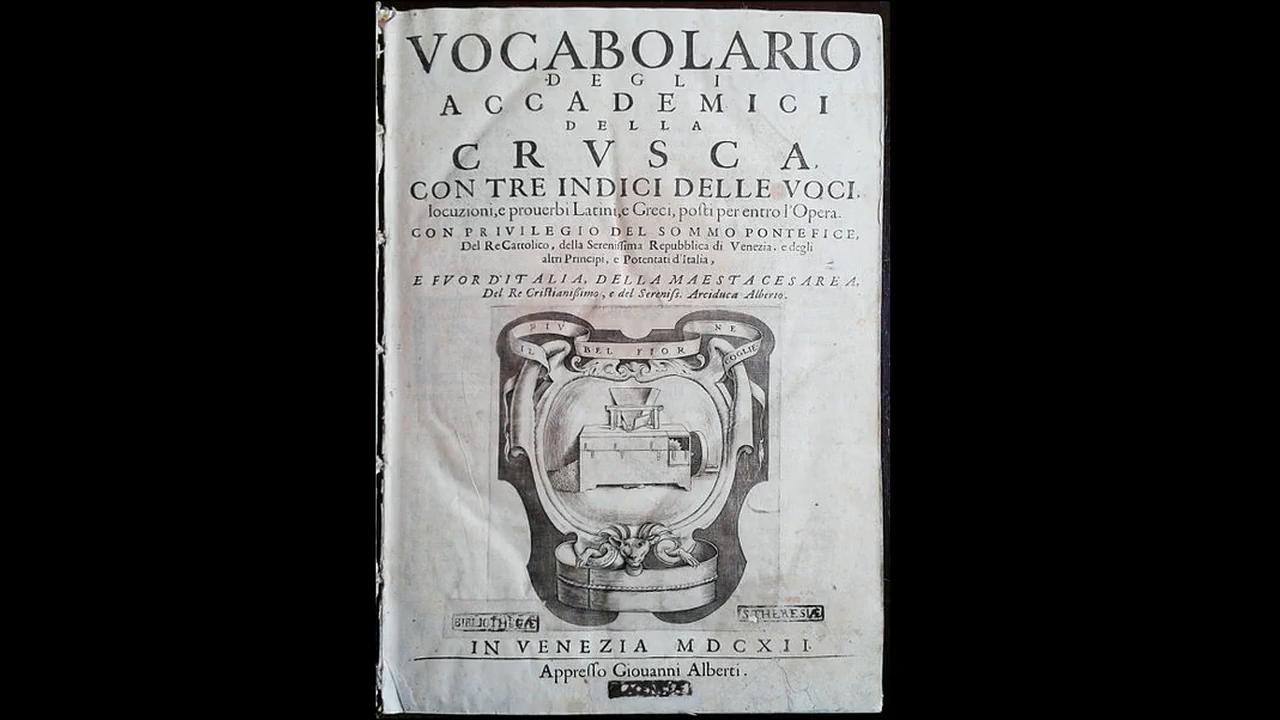 VOCABOLARIO
DEGLI
ACCADEMICI
DELLA
CRVSCA.
CON TRE INDICI DELLE VOCI,
locuzioni, e prouerbi Latini, e Greci, poſti per entro l'Opera.
CON PRIVILEGIO DEL SOMMO PONTEFICE,
Del Re Cattolico, della Sereniſſima Repubblica di Venezia, e degli
altri Principi, e Potentati d'Italia,
E FVOR D'ITALIA, DELLA MAESTA CESAREA,
Del Re Criſtianißimo, e del Sereniſs. Arciduca Alberto.
IL PIV BEL FIOR NE COGLIE
BIBLIOTHECÆ
S. THERESIÆ
IN VENEZIA MDCXII.
Appreſſo Giouanni Alberti.